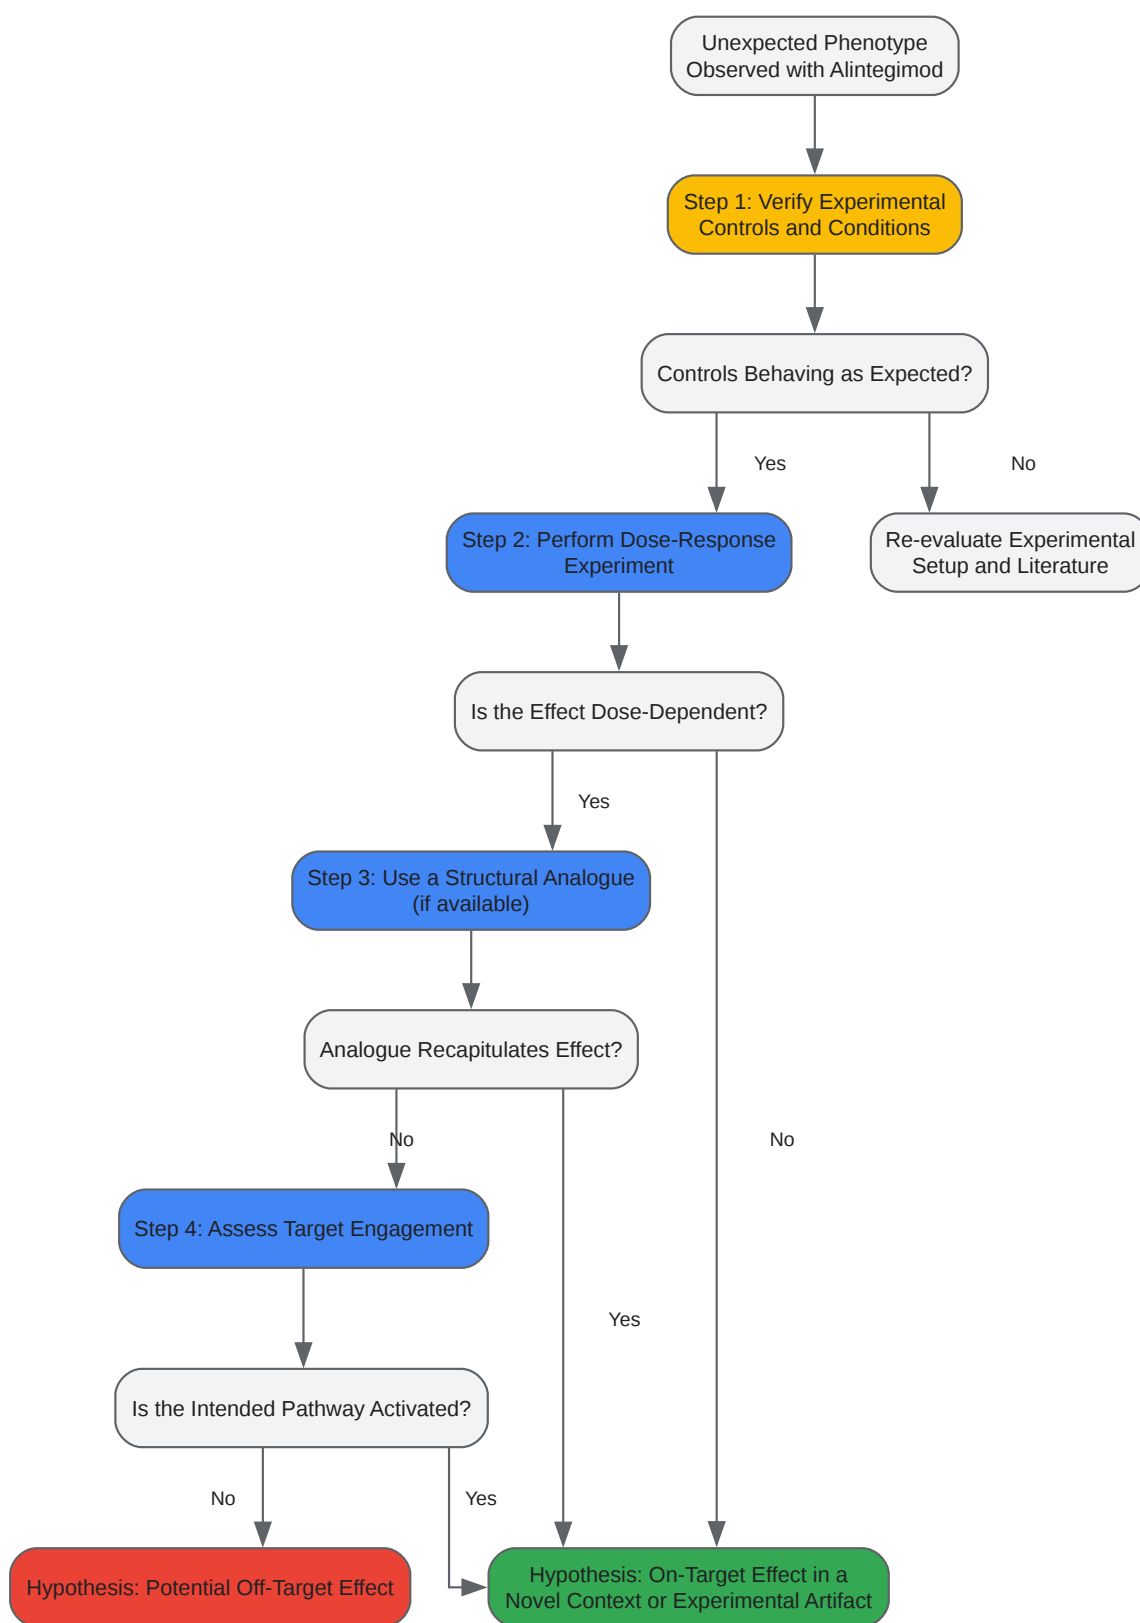 Unexpected Phenotype
Observed with Alintegimod
Step 1: Verify Experimental
Controls and Conditions
Controls Behaving as Expected?
Yes
No
Step 2: Perform Dose-Response
Experiment
Re-evaluate Experimental
Setup and Literature
Is the Effect Dose-Dependent?
Yes
Step 3: Use a Structural Analogue
(if available)
Analogue Recapitulates Effect?
No
No
Step 4: Assess Target Engagement
Yes
Is the Intended Pathway Activated?
No
Yes
Hypothesis: Potential Off-Target Effect
Hypothesis: On-Target Effect in a
Novel Context or Experimental Artifact